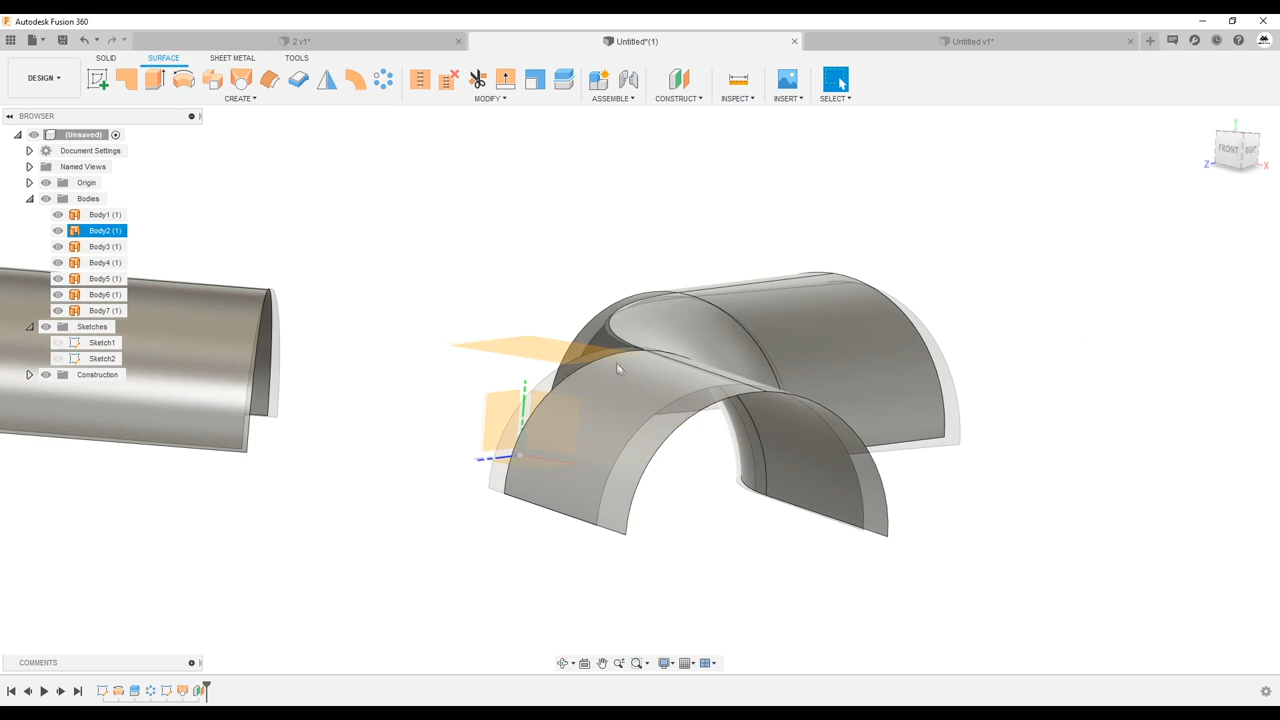 Autodesk Fusion 360
2 v1*
Untitled*(1)
Untitled v1*
DESIGN
SOLID
SURFACE
SHEET METAL
TOOLS
CREATE
MODIFY
ASSEMBLE
CONSTRUCT
INSPECT
INSERT
SELECT
BROWSER
(Unsaved)
Document Settings
Named Views
Origin
Bodies
Body1 (1)
Body2 (1)
Body3 (1)
Body4 (1)
Body5 (1)
Body6 (1)
Body7 (1)
Sketches
Sketch1
Sketch2
Construction
Y
FRONT
RIGHT
Z
X
COMMENTS